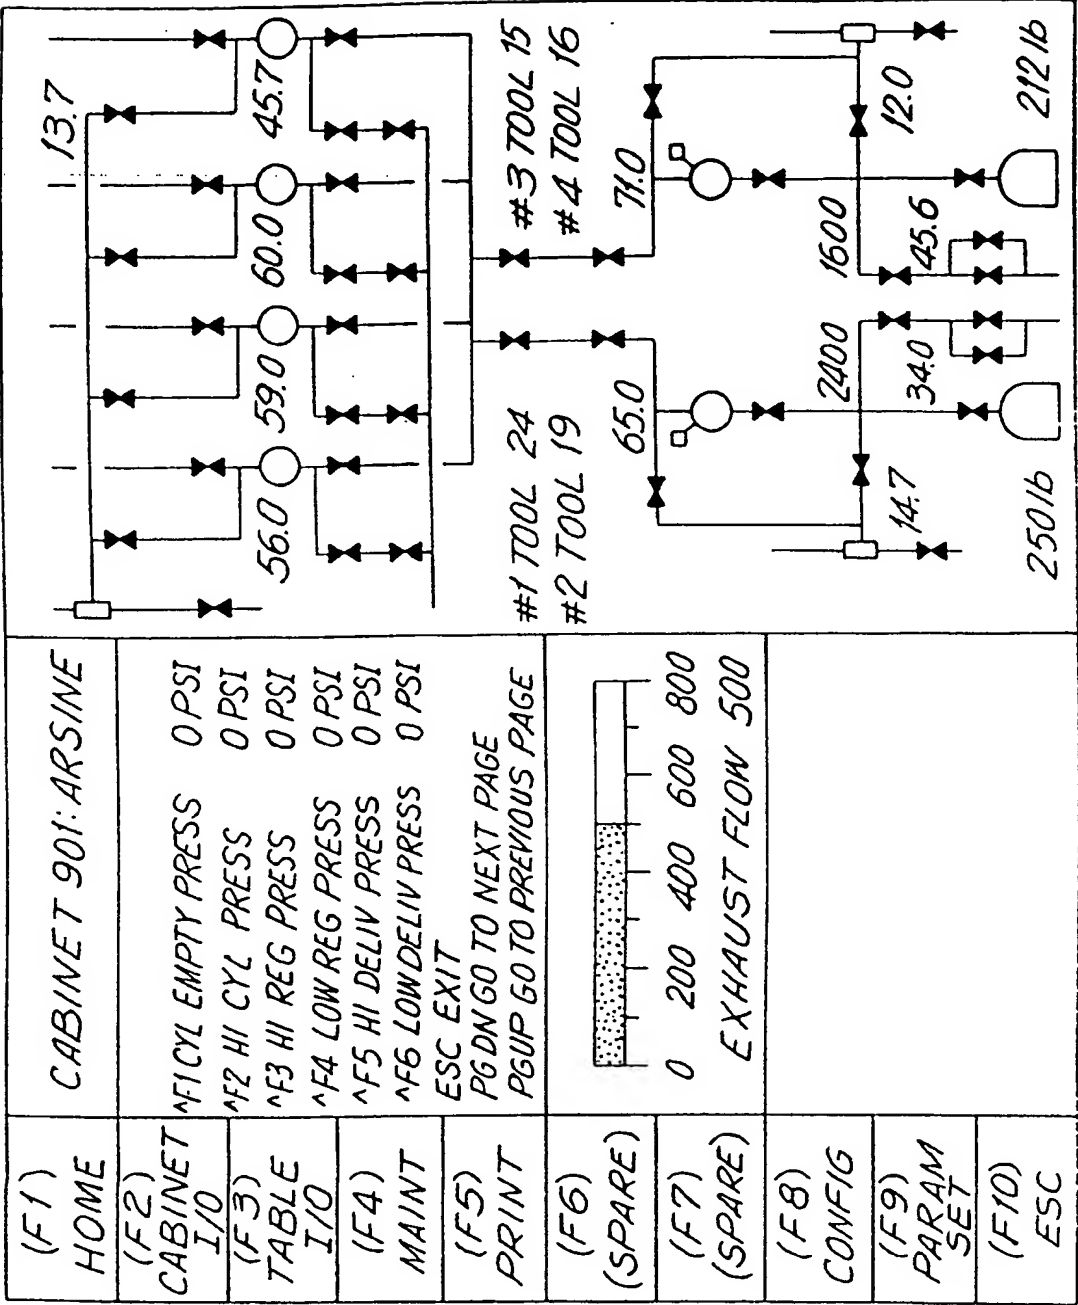 (F1)
HOME
(F2)
CABINET
I/O
(F3)
TABLE
I/O
(F4)
MAINT
(F5)
PRINT
(F6)
(SPARE)
(F7)
(SPARE)
(F8)
CONFIG
(F9)
PARAM
SET
(F10)
ESC
CABINET 901: ARSINE
^F1 CYL EMPTY PRESS 0 PSI
^F2 HI CYL PRESS 0 PSI
^F3 HI REG PRESS 0 PSI
^F4 LOW REG PRESS 0 PSI
^F5 HI DELIV PRESS 0 PSI
^F6 LOW DELIV PRESS 0 PSI
ESC EXIT
PGDN GO TO NEXT PAGE
PGUP GO TO PREVIOUS PAGE
0 200 400 600 800
EXHAUST FLOW 500
13.7
56.0 59.0 60.0 45.7
#1 TOOL 24
#2 TOOL 19
#3 TOOL 15
#4 TOOL 16
65.0 71.0
2400 1600
14.7 34.0 45.6 12.0
250 lb 212 lb